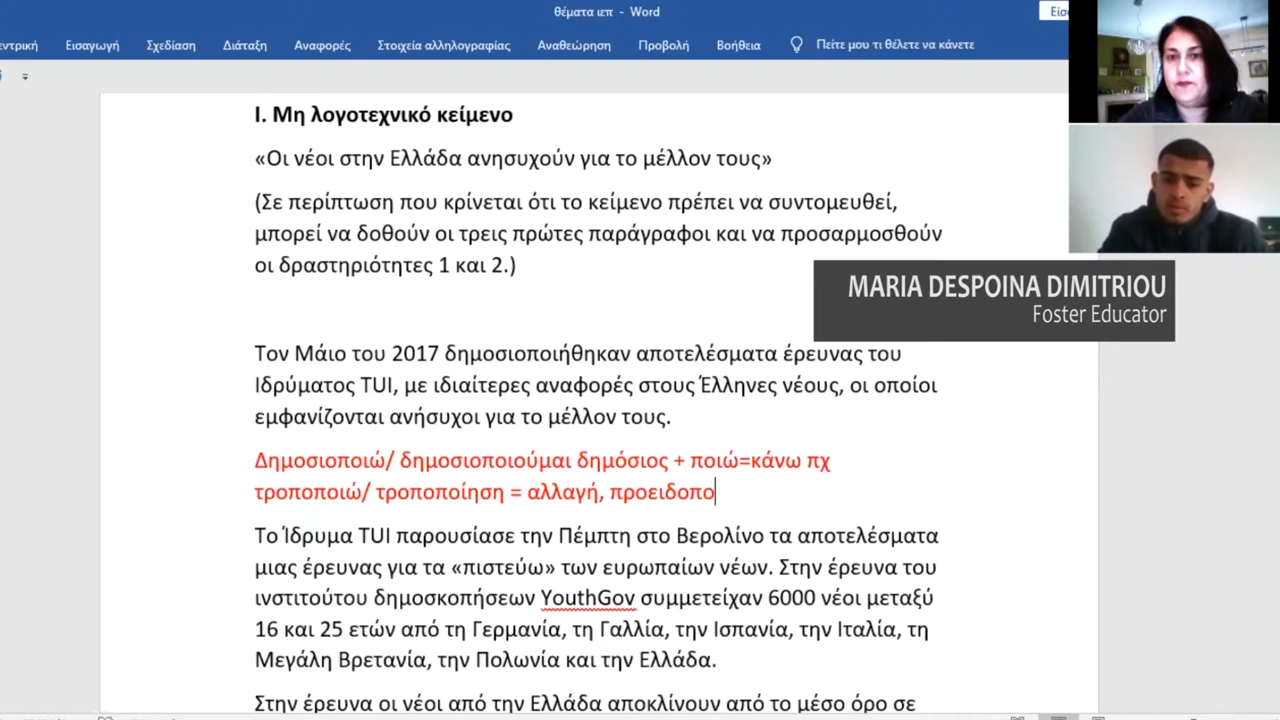 θέματα ιεπ - Word
Είσ
εντρική Εισαγωγή Σχεδίαση Διάταξη Αναφορές Στοιχεία αλληλογραφίας Αναθεώρηση Προβολή Βοήθεια Πείτε μου τι θέλετε να κάνετε
Ι. Μη λογοτεχνικό κείμενο
«Οι νέοι στην Ελλάδα ανησυχούν για το μέλλον τους»
(Σε περίπτωση που κρίνεται ότι το κείμενο πρέπει να συντομευθεί,
μπορεί να δοθούν οι τρεις πρώτες παράγραφοι και να προσαρμοσθούν
οι δραστηριότητες 1 και 2.)
MARIA DESPOINA DIMITRIOU
Foster Educator
Τον Μάιο του 2017 δημοσιοποιήθηκαν αποτελέσματα έρευνας του
Ιδρύματος TUI, με ιδιαίτερες αναφορές στους Έλληνες νέους, οι οποίοι
εμφανίζονται ανήσυχοι για το μέλλον τους.
Δημοσιοποιώ/ δημοσιοποιούμαι δημόσιος + ποιώ=κάνω πχ
τροποποιώ/ τροποποίηση = αλλαγή, προειδοπο
Το Ίδρυμα TUI παρουσίασε την Πέμπτη στο Βερολίνο τα αποτελέσματα
μιας έρευνας για τα «πιστεύω» των ευρωπαίων νέων. Στην έρευνα του
ινστιτούτου δημοσκοπήσεων YouthGov συμμετείχαν 6000 νέοι μεταξύ
16 και 25 ετών από τη Γερμανία, τη Γαλλία, την Ισπανία, την Ιταλία, τη
Μεγάλη Βρετανία, την Πολωνία και την Ελλάδα.
Στην έρευνα οι νέοι από την Ελλάδα αποκλίνουν από το μέσο όρο σε